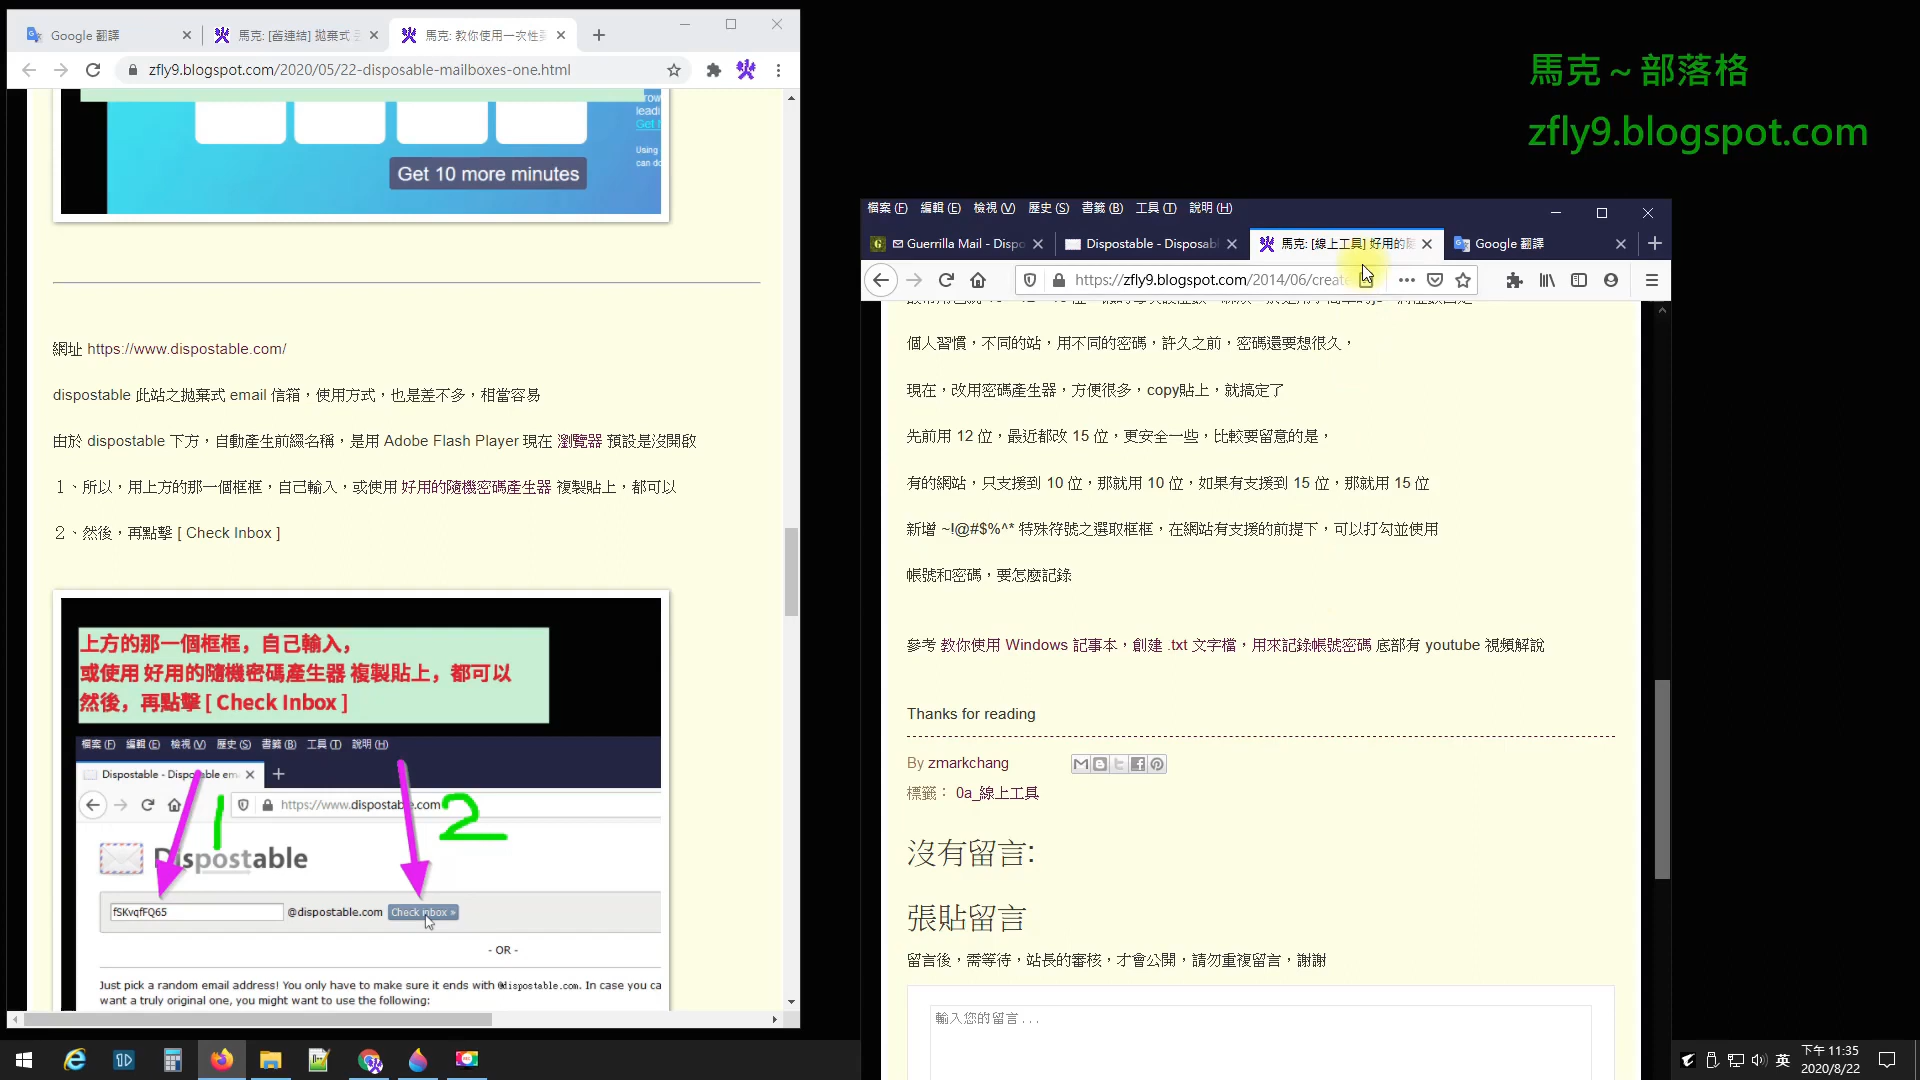 Google 翻譯
馬克: [舊連結] 拋棄式
馬克: 教你使用一次性
zfly9.blogspot.com/2020/05/22-disposable-mailboxes-one.html
leadi
Get
Using
can do
Get 10 more minutes
網址 https://www.dispostable.com/
dispostable 此站之拋棄式 email 信箱，使用方式，也是差不多，相當容易
由於 dispostable 下方，自動產生前綴名稱，是用 Adobe Flash Player 現在 瀏覽器 預設是沒開啟
１、所以，用上方的那一個框框，自己輸入，或使用 好用的隨機密碼產生器 複製貼上，都可以
２、然後，再點擊 [ Check Inbox ]
上方的那一個框框，自己輸入，
或使用 好用的隨機密碼產生器 複製貼上，都可以
然後，再點擊 [ Check Inbox ]
檔案 (F) 編輯 (E) 檢視 (V) 歷史 (S) 書籤 (B) 工具 (T) 說明 (H)
Dispostable - Disposable em
https://www.dispostable.com
1
2
Dispostable
fSKvqfFQ65 @dispostable.com Check Inbox »
- OR -
Just pick a random email address! You only have to make sure it ends with @dispostable.com. In case you ca
want a truly original one, you might want to use the following:
馬克～部落格
zfly9.blogspot.com
檔案 (F) 編輯 (E) 檢視 (V) 歷史 (S) 書籤 (B) 工具 (T) 說明 (H)
Guerrilla Mail - Dispo
Dispostable - Disposabl
馬克: [線上工具] 好用的隨
Google 翻譯
https://zfly9.blogspot.com/2014/06/create
個人習慣，不同的站，用不同的密碼，許久之前，密碼還要想很久，
現在，改用密碼產生器，方便很多，copy貼上，就搞定了
先前用 12 位，最近都改 15 位，更安全一些，比較要留意的是，
有的網站，只支援到 10 位，那就用 10 位，如果有支援到 15 位，那就用 15 位
新增 ~!@#$%^* 特殊符號之選取框框，在網站有支援的前提下，可以打勾並使用
帳號和密碼，要怎麼記錄
參考 教你使用 Windows 記事本，創建 .txt 文字檔，用來記錄帳號密碼 底部有 youtube 視頻解說
Thanks for reading
By zmarkchang
標籤： 0a_線上工具
沒有留言:
張貼留言
留言後，需等待，站長的審核，才會公開，請勿重複留言，謝謝
輸入您的留言...
英
下午 11:35
2020/8/22